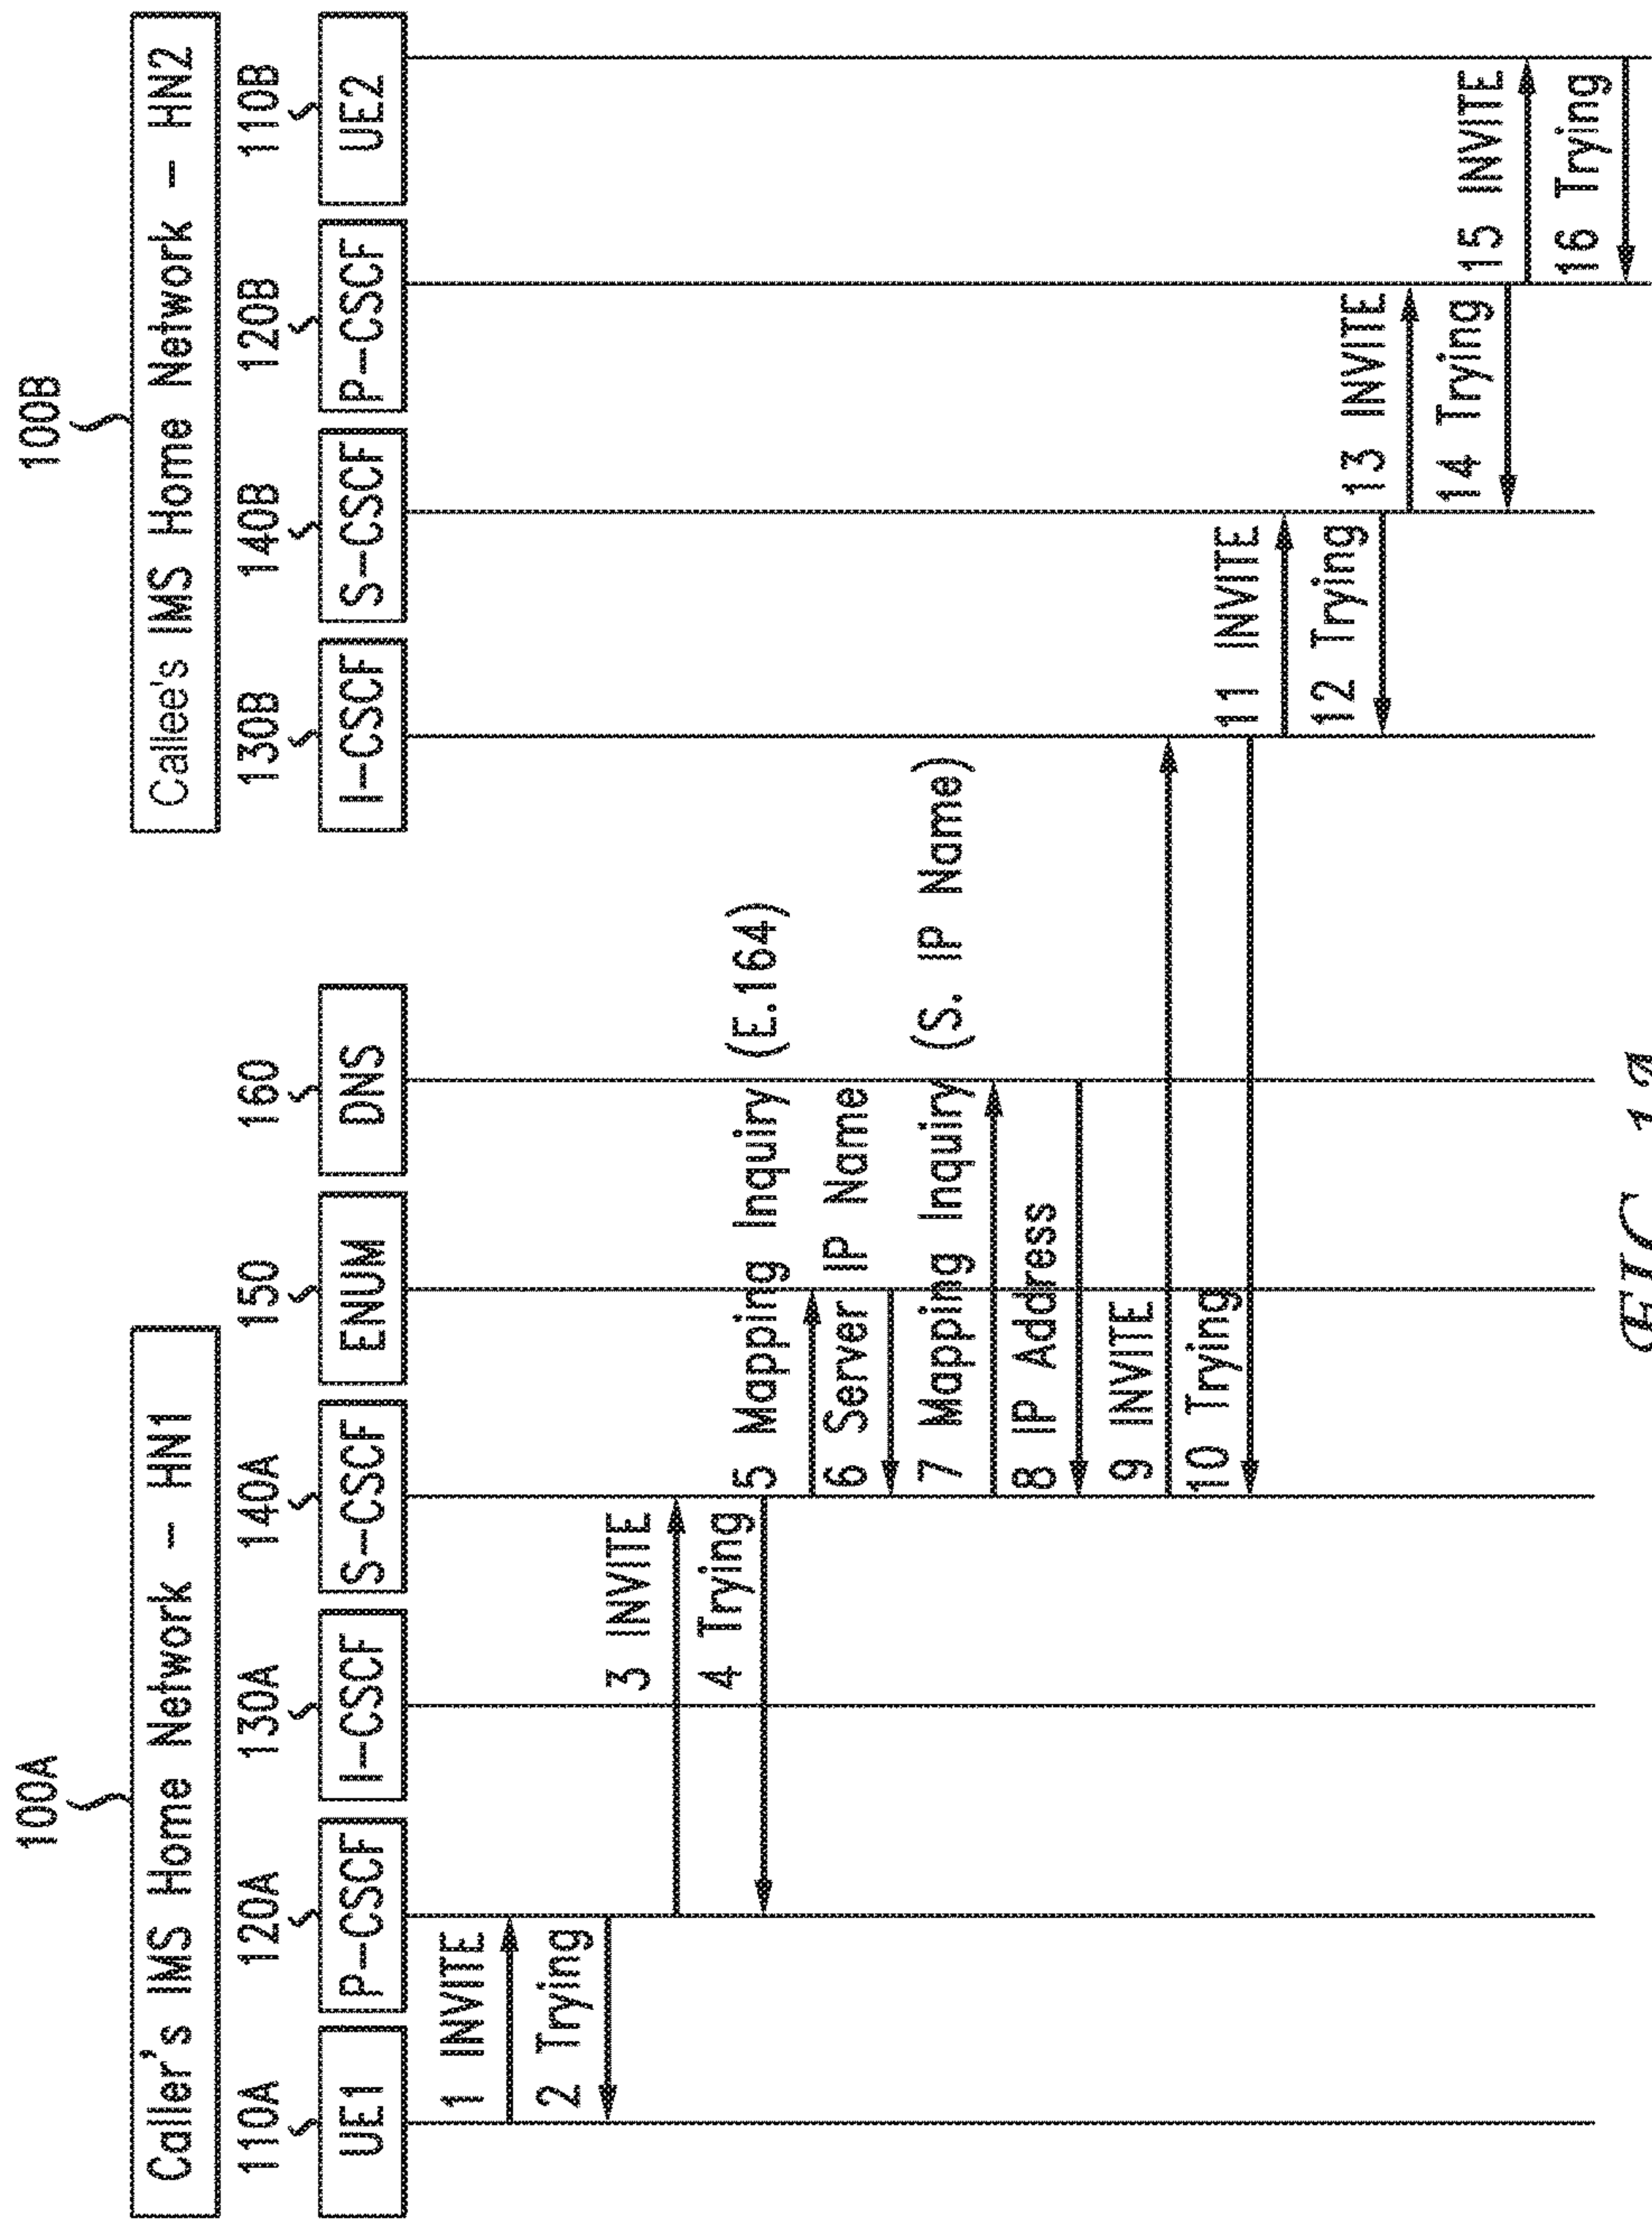 100A
100B
Caller's IMS Home Network - HN1
Callee's IMS Home Network - HN2
110A
120A
130A
140A
150
160
130B
140B
120B
110B
UE1
P-CSCF
I-CSCF
S-CSCF
ENUM
DNS
I-CSCF
S-CSCF
P-CSCF
UE2
1 INVITE
2 Trying
3 INVITE
4 Trying
5 Mapping Inquiry (E.164)
6 Server IP Name
7 Mapping Inquiry (S. IP Name)
8 IP Address
9 INVITE
10 Trying
11 INVITE
12 Trying
13 INVITE
14 Trying
15 INVITE
16 Trying